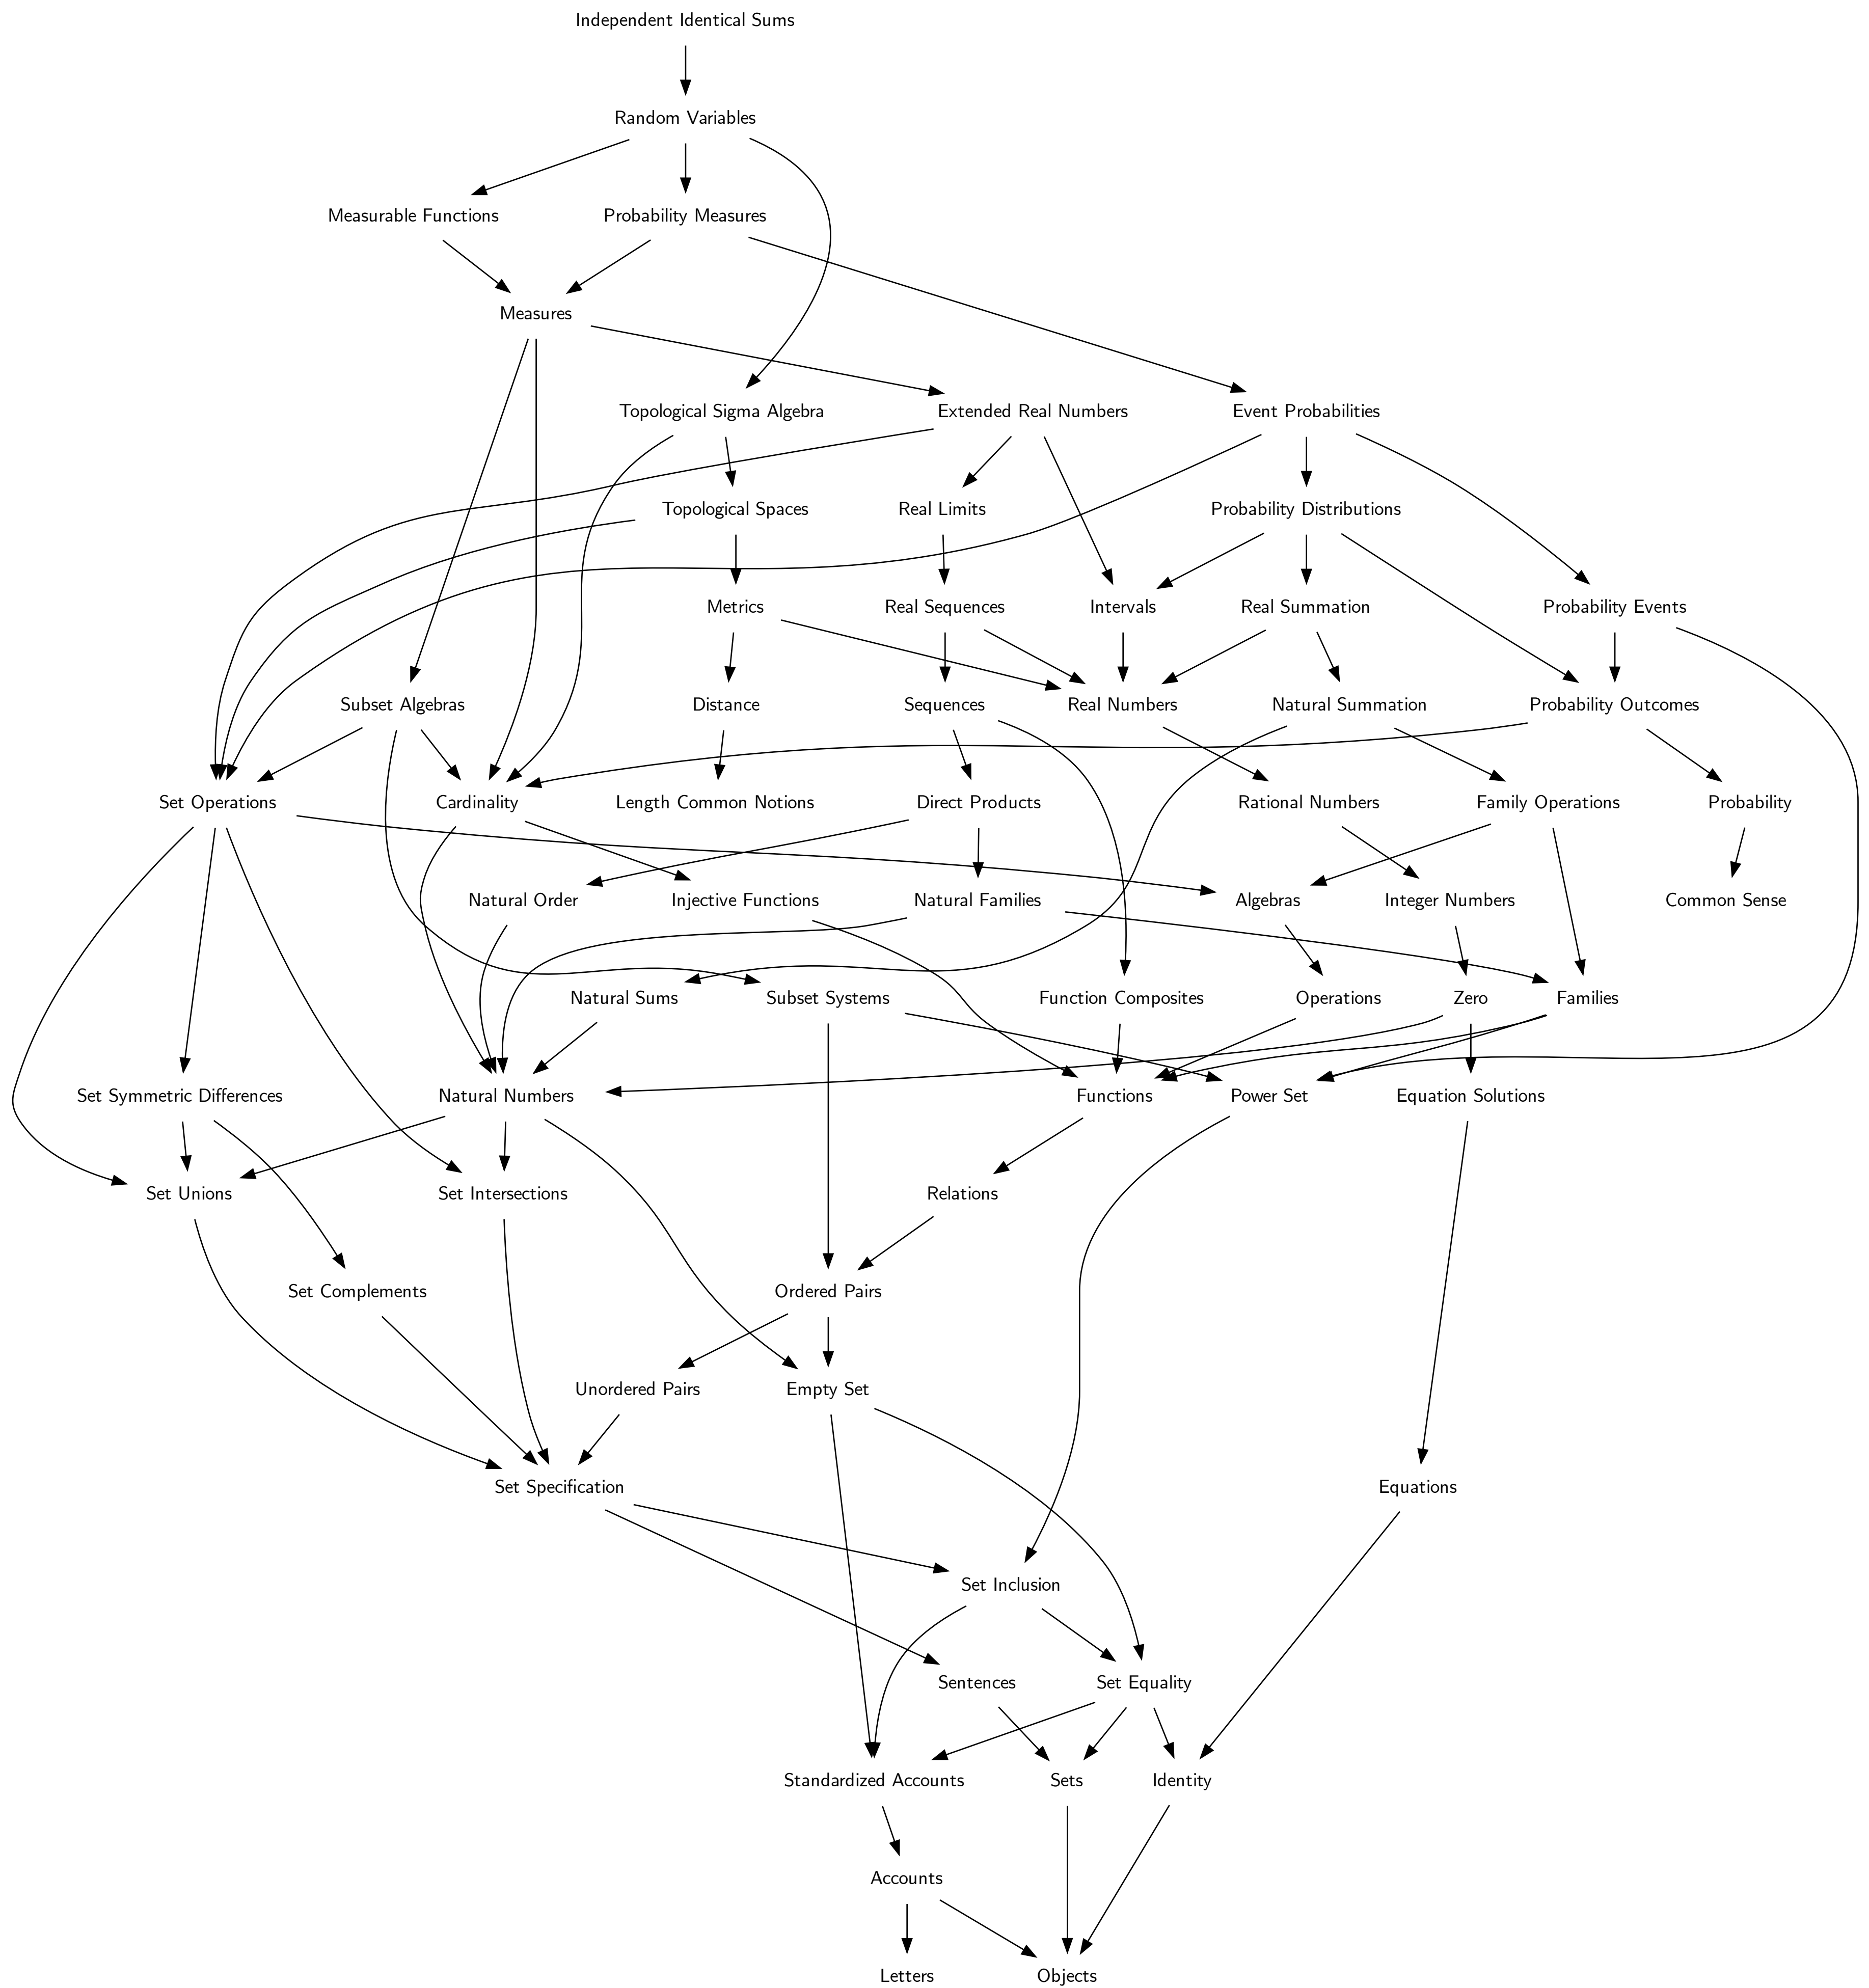 Independent Identical Sums
Random Variables
Measurable Functions
Probability Measures
Measures
Topological Sigma Algebra
Extended Real Numbers
Event Probabilities
Topological Spaces
Real Limits
Probability Distributions
Metrics
Real Sequences
Intervals
Real Summation
Probability Events
Subset Algebras
Distance
Sequences
Real Numbers
Natural Summation
Probability Outcomes
Set Operations
Cardinality
Length Common Notions
Direct Products
Rational Numbers
Family Operations
Probability
Natural Order
Injective Functions
Natural Families
Algebras
Integer Numbers
Common Sense
Natural Sums
Subset Systems
Function Composites
Operations
Zero
Families
Set Symmetric Differences
Natural Numbers
Functions
Power Set
Equation Solutions
Set Unions
Set Intersections
Relations
Set Complements
Ordered Pairs
Unordered Pairs
Empty Set
Set Specification
Equations
Set Inclusion
Sentences
Set Equality
Standardized Accounts
Sets
Identity
Accounts
Letters
Objects